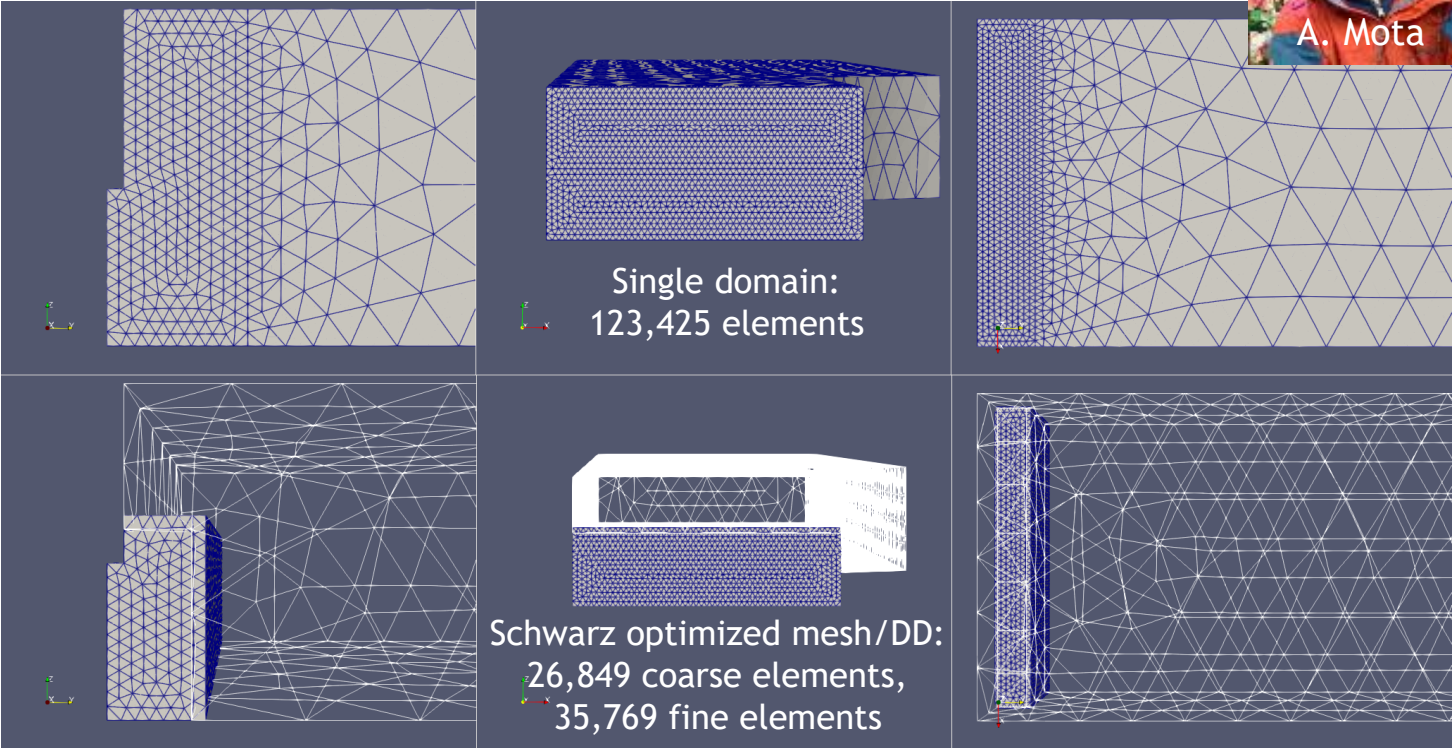 A. Mota
Single domain:
123,425 elements
Schwarz optimized mesh/DD:
26,849 coarse elements,
35,769 fine elements